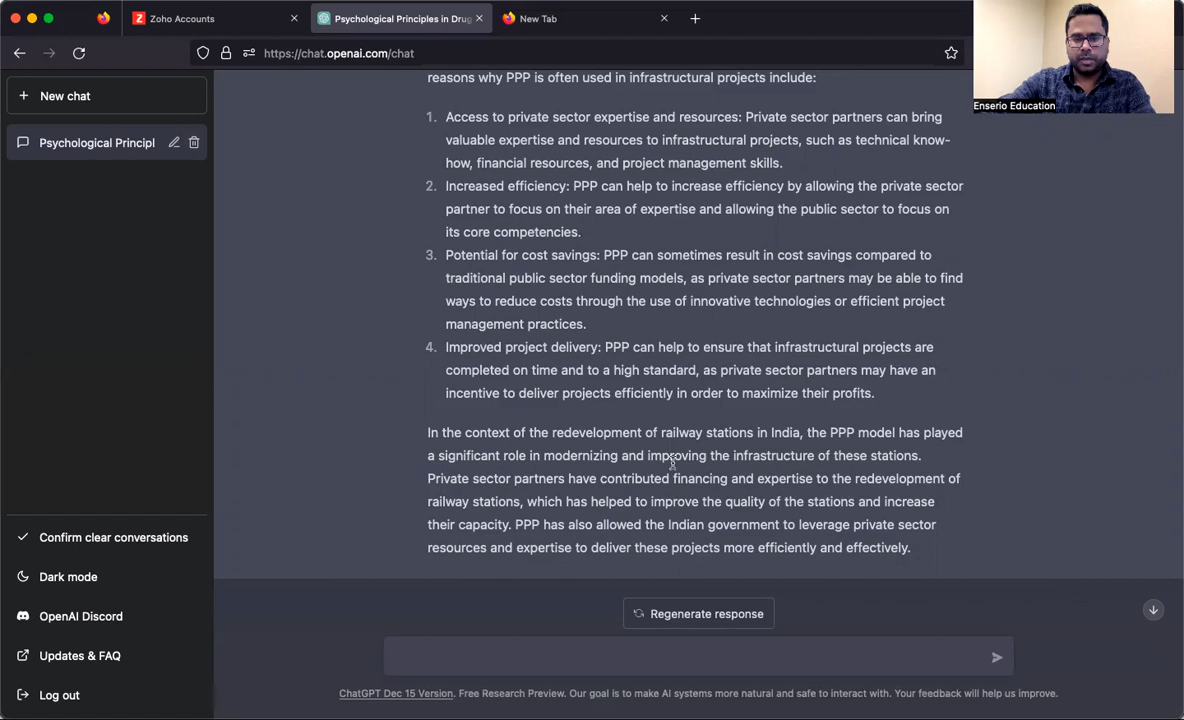 Zoho Accounts
Psychological Principles in Drug
New Tab
https://chat.openai.com/chat
Enserio Education
New chat
Psychological Principl
reasons why PPP is often used in infrastructural projects include:
1. Access to private sector expertise and resources: Private sector partners can bring
valuable expertise and resources to infrastructural projects, such as technical know-
how, financial resources, and project management skills.
2. Increased efficiency: PPP can help to increase efficiency by allowing the private sector
partner to focus on their area of expertise and allowing the public sector to focus on
its core competencies.
3. Potential for cost savings: PPP can sometimes result in cost savings compared to
traditional public sector funding models, as private sector partners may be able to find
ways to reduce costs through the use of innovative technologies or efficient project
management practices.
4. Improved project delivery: PPP can help to ensure that infrastructural projects are
completed on time and to a high standard, as private sector partners may have an
incentive to deliver projects efficiently in order to maximize their profits.
In the context of the redevelopment of railway stations in India, the PPP model has played
a significant role in modernizing and improving the infrastructure of these stations.
Private sector partners have contributed financing and expertise to the redevelopment of
railway stations, which has helped to improve the quality of the stations and increase
their capacity. PPP has also allowed the Indian government to leverage private sector
resources and expertise to deliver these projects more efficiently and effectively.
Confirm clear conversations
Dark mode
OpenAI Discord
Updates & FAQ
Log out
Regenerate response
ChatGPT Dec 15 Version. Free Research Preview. Our goal is to make AI systems more natural and safe to interact with. Your feedback will help us improve.